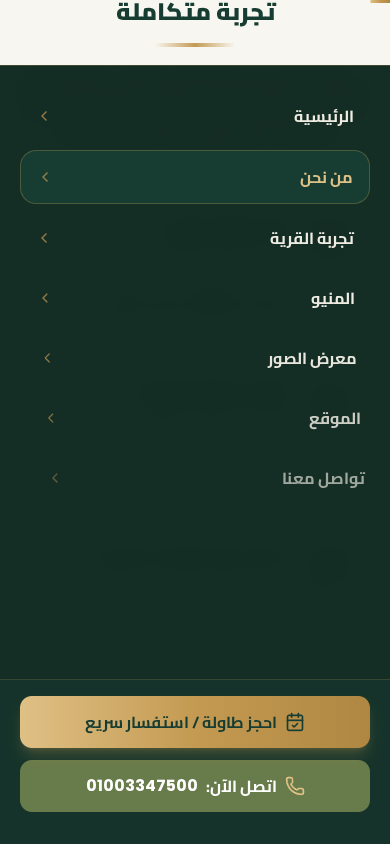 تجربة متكاملة
الرئيسية
من نحن
تجربة القرية
المنيو
معرض الصور
الموقع
تواصل معنا
احجز طاولة / استفسار سريع
اتصل الآن: 01003347500